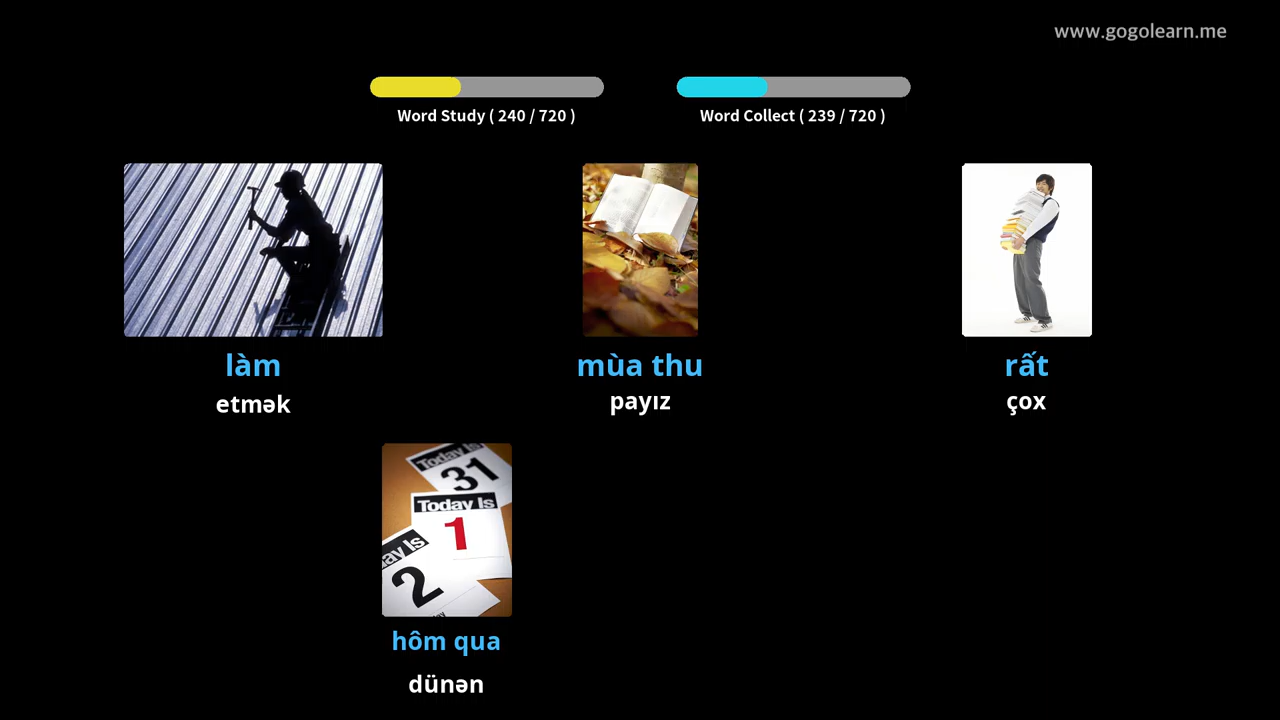 www.gogolearn.me
Word Study ( 240 / 720 )
Word Collect ( 239 / 720 )
làm
etmək
mùa thu
payız
rất
çox
Today Is
31
Today Is
1
ay Is
2
hôm qua
dünən